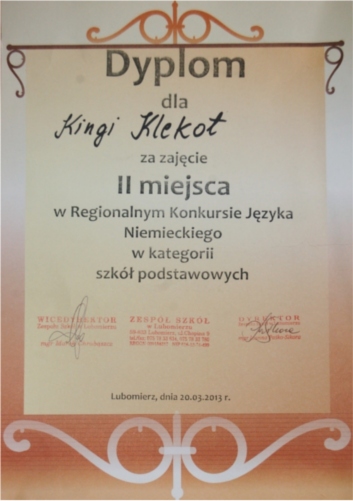 Dyplom
dla
Kingi Klekot
za zajęcie
II miejsca
w Regionalnym Konkursie Języka
Niemieckiego
w kategorii
szkół podstawowych
WICEDYREKTOR
ZESPÓŁ SZKÓŁ
w Lubomierzu
DYREKTOR
Lubomierz, dnia 20.03.2013 r.